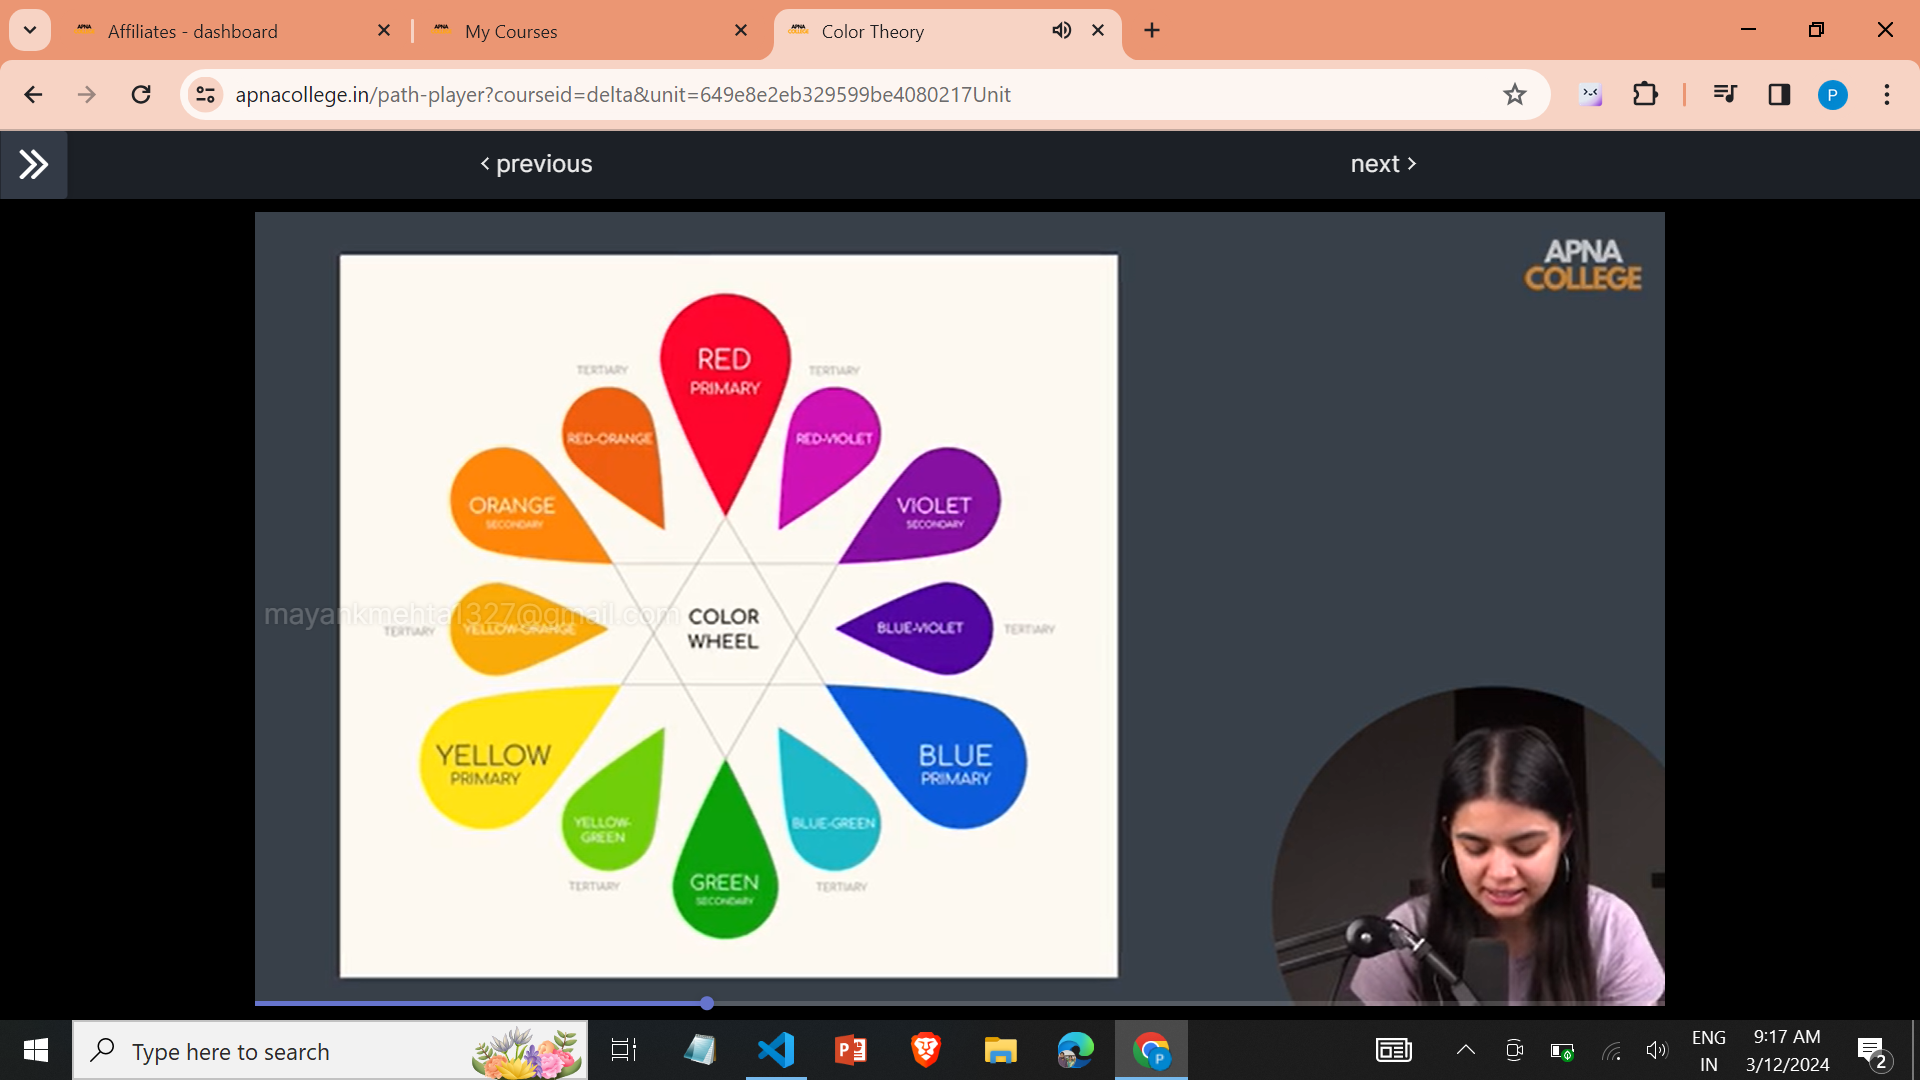 Affiliates - dashboard
My Courses
Color Theory
apnacollege.in/path-player?courseid=delta&unit=649e8e2eb329599be4080217Unit
P
previous
next
APNA
COLLEGE
RED
PRIMARY
TERTIARY
TERTIARY
RED-ORANGE
RED-VIOLET
ORANGE
SECONDARY
VIOLET
SECONDARY
mayankmehta1327@gmail.com
COLOR
WHEEL
TERTIARY
YELLOW-ORANGE
BLUE-VIOLET
TERTIARY
YELLOW
PRIMARY
BLUE
PRIMARY
YELLOW-
GREEN
BLUE-GREEN
TERTIARY
GREEN
SECONDARY
TERTIARY
Type here to search
ENG
IN
9:17 AM
3/12/2024
2